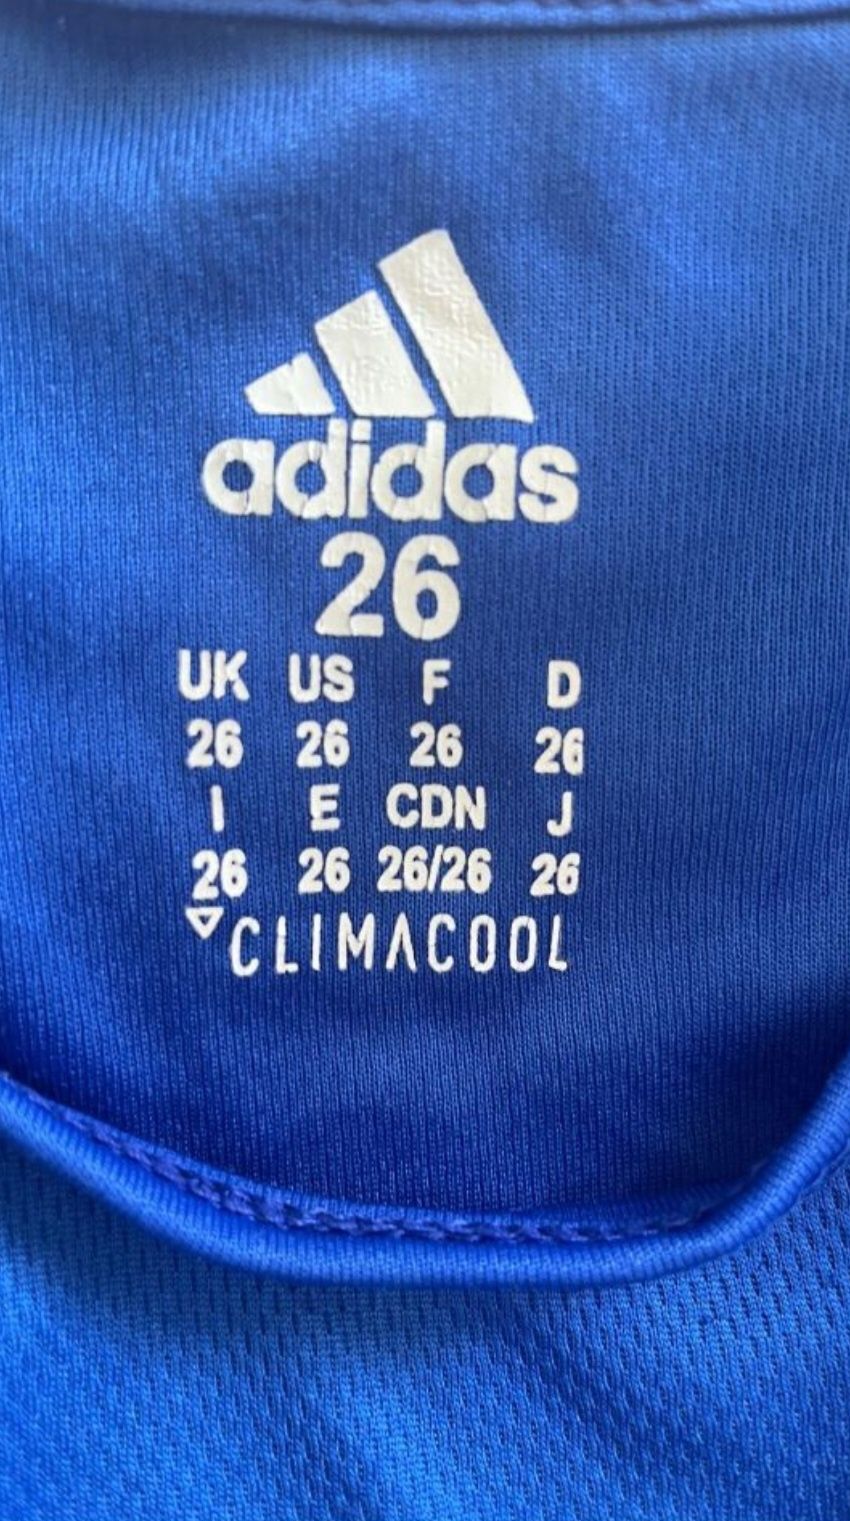 adidas
26
UK US F D
26 26 26 26
I E CDN J
26 26 26/26 26
CLIMACOOL